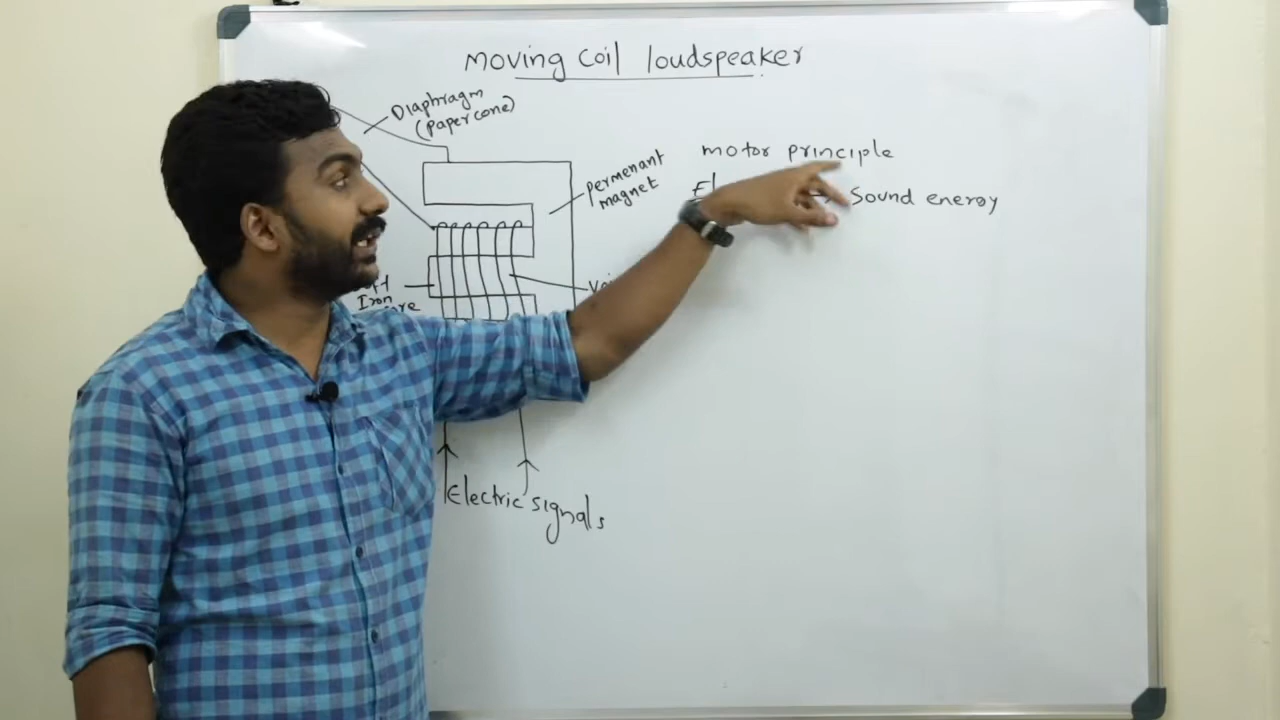 Moving Coil loudspeaker
Diaphragm
(Paper cone)
Permenant
magnet
motor principle
Sound energy
Iron
Electric signals